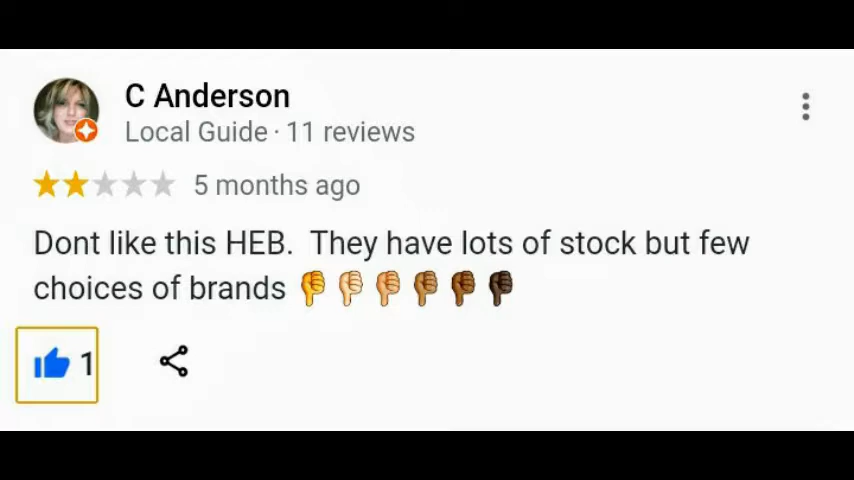 C Anderson
Local Guide · 11 reviews
5 months ago
Dont like this HEB.  They have lots of stock but few
choices of brands 👎👎🏻👎🏼👎🏽👎🏾👎🏿
1